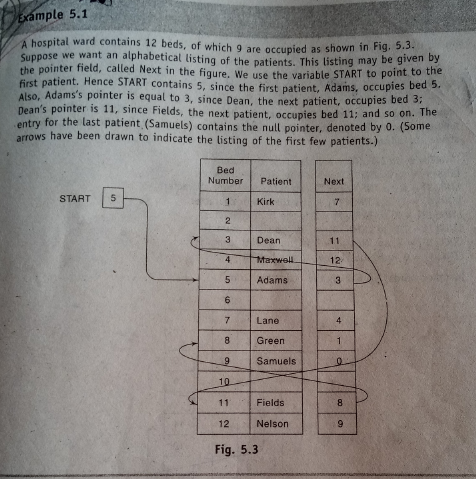 Example 5.1
A hospital ward contains 12 beds, of which 9 are occupied as shown in Fig. 5.3.
Suppose we want an alphabetical listing of the patients. This listing may be given by
the pointer field, called Next in the figure. We use the variable START to point to the
first patient. Hence START contains 5, since the first patient, Adams, occupies bed 5.
Also, Adams's pointer is equal to 3, since Dean, the next patient, occupies bed 3;
Dean's pointer is 11, since Fields, the next patient, occupies bed 11; and so on. The
entry for the last patient (Samuels) contains the null pointer, denoted by 0. (Some
arrows have been drawn to indicate the listing of the first few patients.)
Bed
Number Patient Next
START 5 1 Kirk 7
2
3 Dean 11
4 Maxwell 12
5 Adams 3
6
7 Lane 4
8 Green 1
9 Samuels 0
10
11 Fields 8
12 Nelson 9
Fig. 5.3